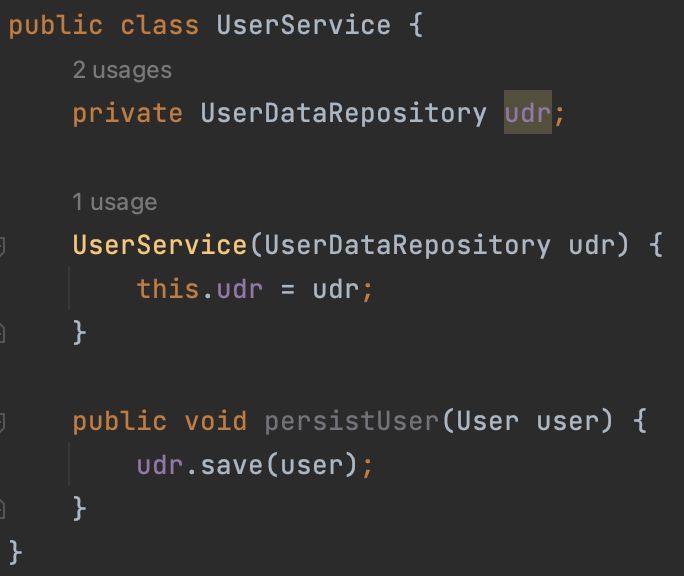 public class UserService {
2 usages
private UserDataRepository udr;
1 usage
UserService(UserDataRepository udr) {
this.udr = udr;
}
public void persistUser(User user) {
udr.save(user);
}
}